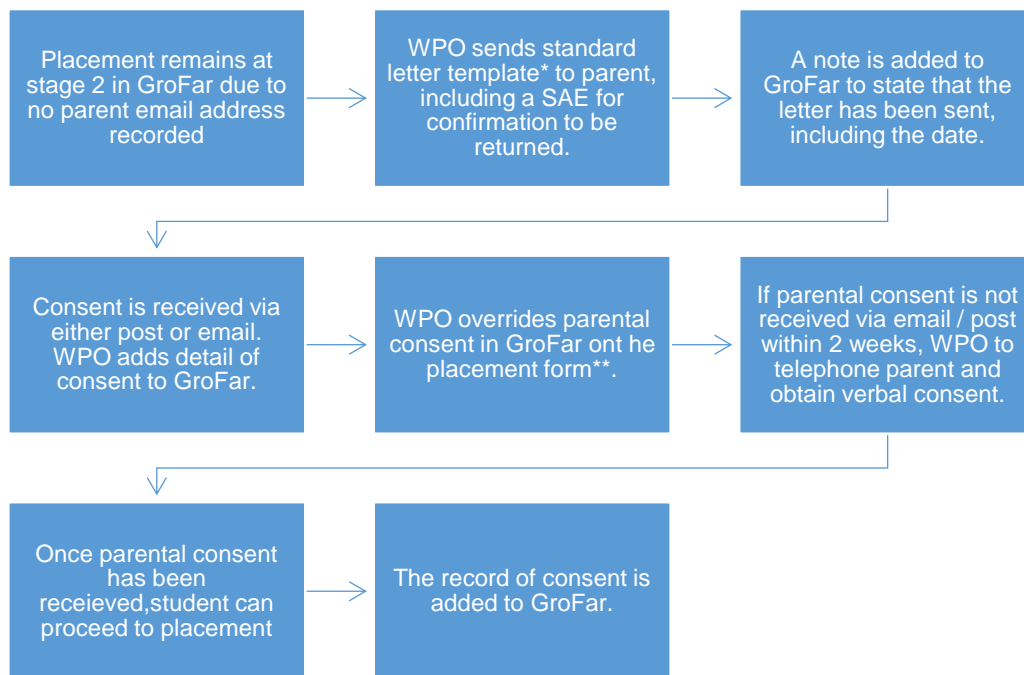 Placement remains at
stage 2 in GroFar due to
no parent email address
recorded
WPO sends standard
letter template* to parent,
including a SAE for
confirmation to be
returned.
A note is added to
GroFar to state that the
letter has been sent,
including the date.
Consent is received via
either post or email.
WPO adds detail of
consent to GroFar.
WPO overrides parental
consent in GroFar ont he
placement form**.
If parental consent is not
received via email / post
within 2 weeks, WPO to
telephone parent and
obtain verbal consent.
Once parental consent
has been
receieved,student can
proceed to placement
The record of consent is
added to GroFar.